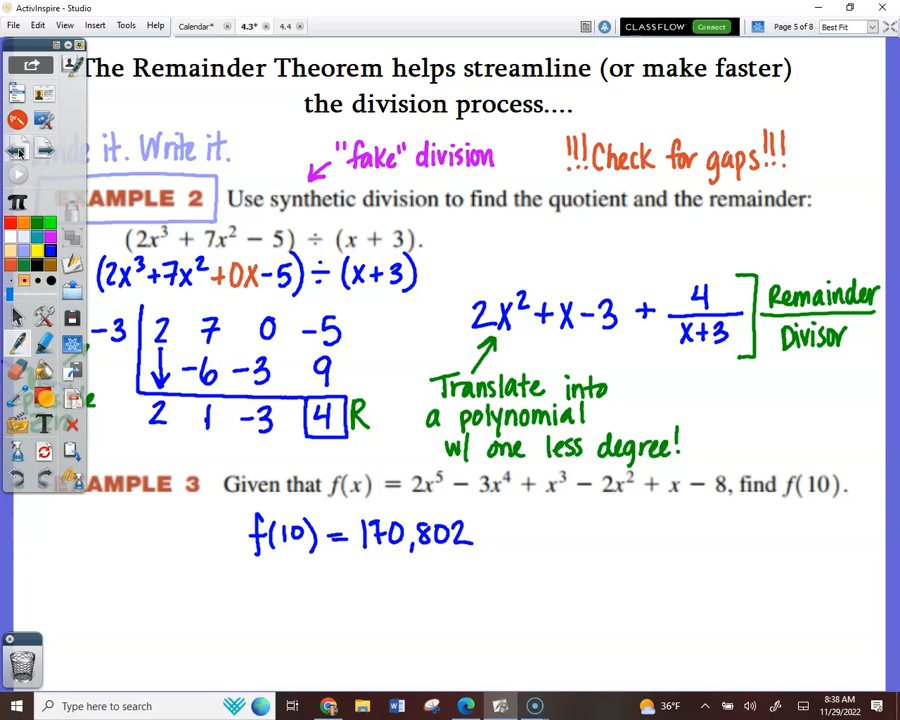 ActivInspire - Studio
File Edit View Insert Tools Help Calendar* 4.3* 4.4 CLASSFLOW Connect Page 5 of 8 Best Fit
The Remainder Theorem helps streamline (or make faster)
the division process....
it. Write it. "fake" division !!!Check for gaps!!!
EXAMPLE 2 Use synthetic division to find the quotient and the remainder:
(2x³ + 7x² − 5) ÷ (x + 3).
(2x³+7x²+0x-5)÷(x+3)
-3 2 7 0 -5
-6 -3 9
2 1 -3 4 R
2x²+x-3 + 4/(x+3) Remainder
Divisor
Translate into
a polynomial
w/ one less degree!
EXAMPLE 3 Given that f(x) = 2x⁵ − 3x⁴ + x³ − 2x² + x − 8, find f(10).
f(10) = 170,802
Type here to search 36°F 8:38 AM
11/29/2022